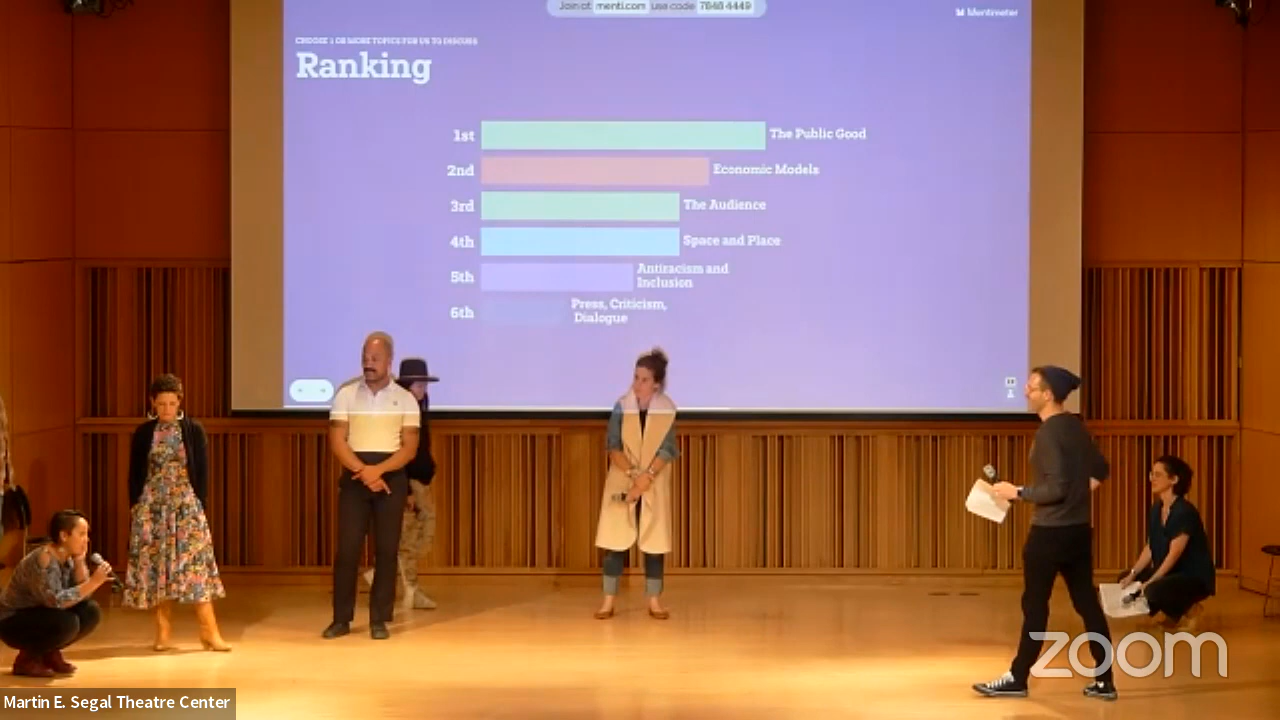 Join at menti.com use code 7848 4449
Mentimeter
CHOOSE 1 OR MORE TOPICS FOR US TO DISCUSS
Ranking
1st The Public Good
2nd Economic Models
3rd The Audience
4th Space and Place
5th Antiracism and
Inclusion
6th Press, Criticism,
Dialogue
zoom
Martin E. Segal Theatre Center